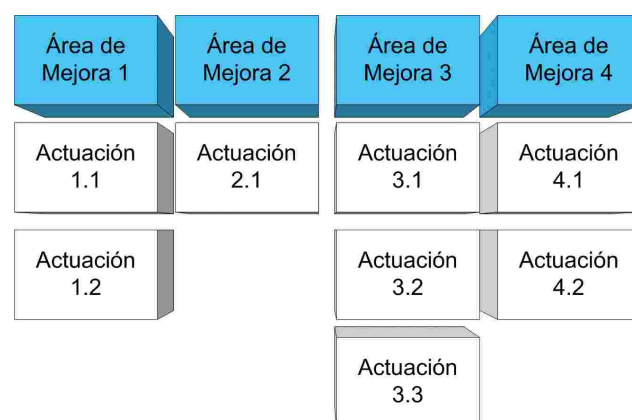 Área de
Mejora 1
Área de
Mejora 2
Área de
Mejora 3
Área de
Mejora 4
Actuación
1.1
Actuación
2.1
Actuación
3.1
Actuación
4.1
Actuación
1.2
Actuación
3.2
Actuación
4.2
Actuación
3.3